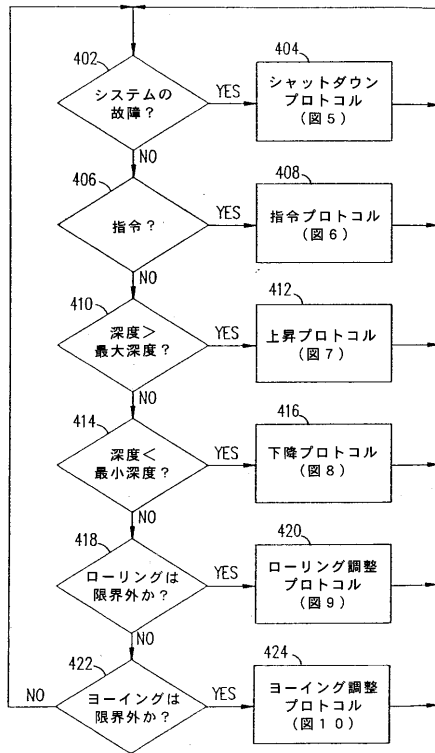 402
システムの
故障?
YES
NO
404
シャットダウン
プロトコル
(図5)
406
指令?
YES
NO
408
指令プロトコル
(図6)
410
深度>
最大深度?
YES
NO
412
上昇プロトコル
(図7)
414
深度<
最小深度?
YES
NO
416
下降プロトコル
(図8)
418
ローリングは
限界外か?
YES
NO
420
ローリング調整
プロトコル
(図9)
422
ヨーイングは
限界外か?
NO
YES
424
ヨーイング調整
プロトコル
(図10)